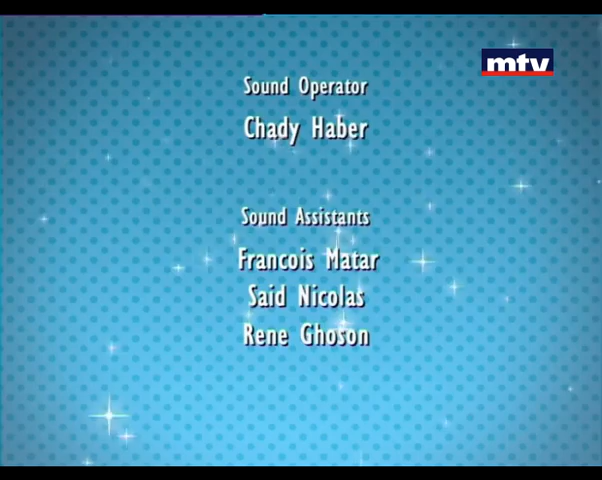 mtv
Sound Operator
Chady Haber
Sound Assistants
Francois Matar
Said Nicolas
Rene Ghoson